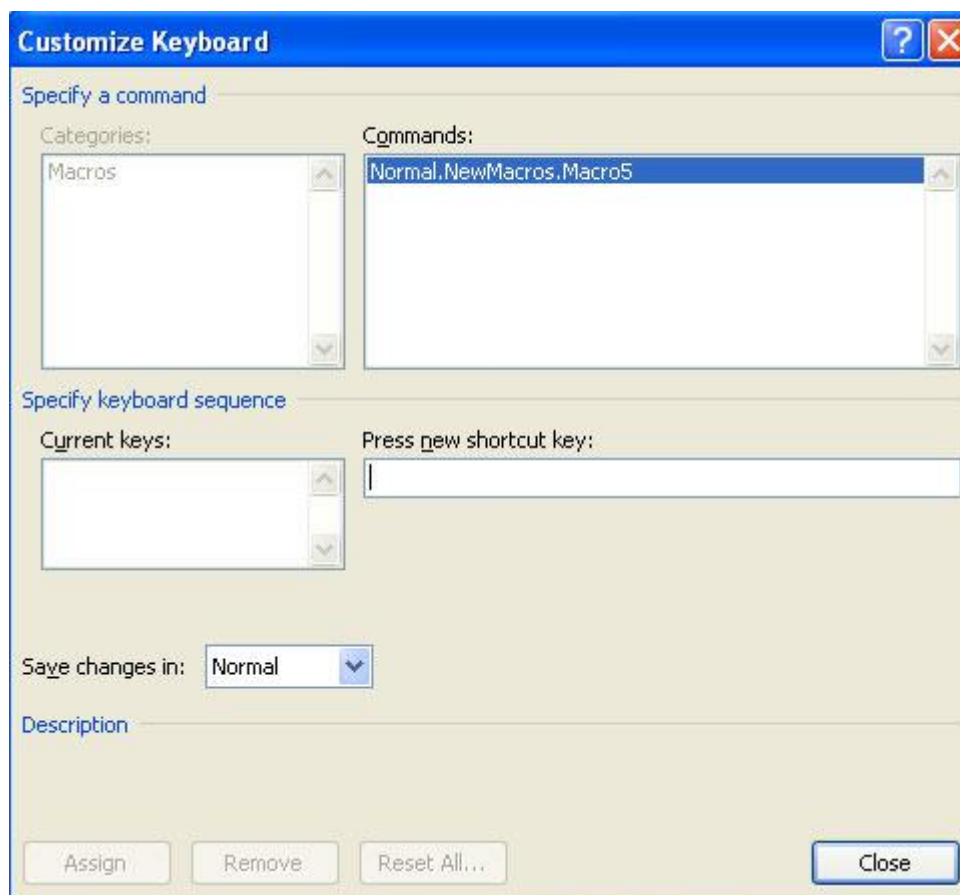 Customize Keyboard
Specify a command
Categories: Commands:
Macros Normal.NewMacros.Macro5
Specify keyboard sequence
Current keys: Press new shortcut key:
Save changes in: Normal
Description
Assign Remove Reset All... Close